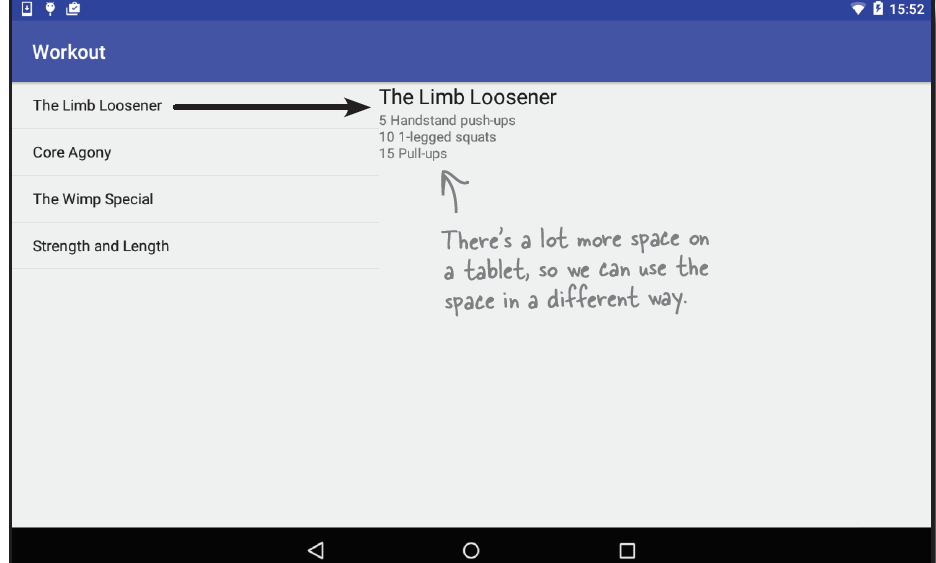 15:52
Workout
The Limb Loosener
Core Agony
The Wimp Special
Strength and Length
The Limb Loosener
5 Handstand push-ups
10 1-legged squats
15 Pull-ups
There's a lot more space on
a tablet, so we can use the
space in a different way.